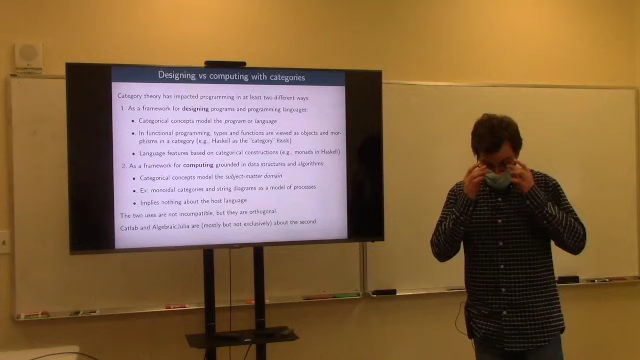 Designing vs computing with categories
Category theory has impacted programming in at least two different ways:
1. As a framework for designing programs and programming languages:
• Categorical concepts model the program or language
• In functional programming, types and functions are viewed as objects and mor-
phisms in a category (e.g., Haskell as the "category" Hask)
• Language features based on categorical constructions (e.g., monads in Haskell)
2. As a framework for computing grounded in data structures and algorithms:
• Categorical concepts model the subject-matter domain
• Ex: monoidal categories and string diagrams as a model of processes
• Implies nothing about the host language
The two uses are not incompatible, but they are orthogonal.
Catlab and AlgebraicJulia are (mostly but not exclusively) about the second.